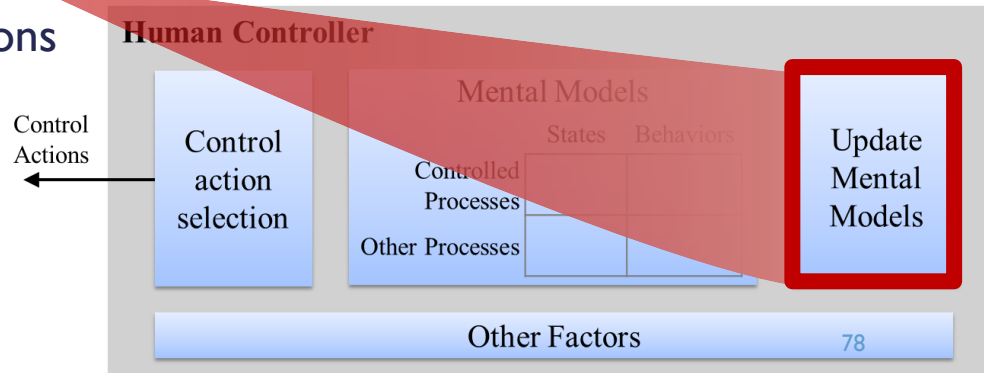 ons
Human Controller
Control
Actions
Control
action
selection
Mental Models
States Behaviors
Controlled
Processes
Other Processes
Update
Mental
Models
Other Factors
78